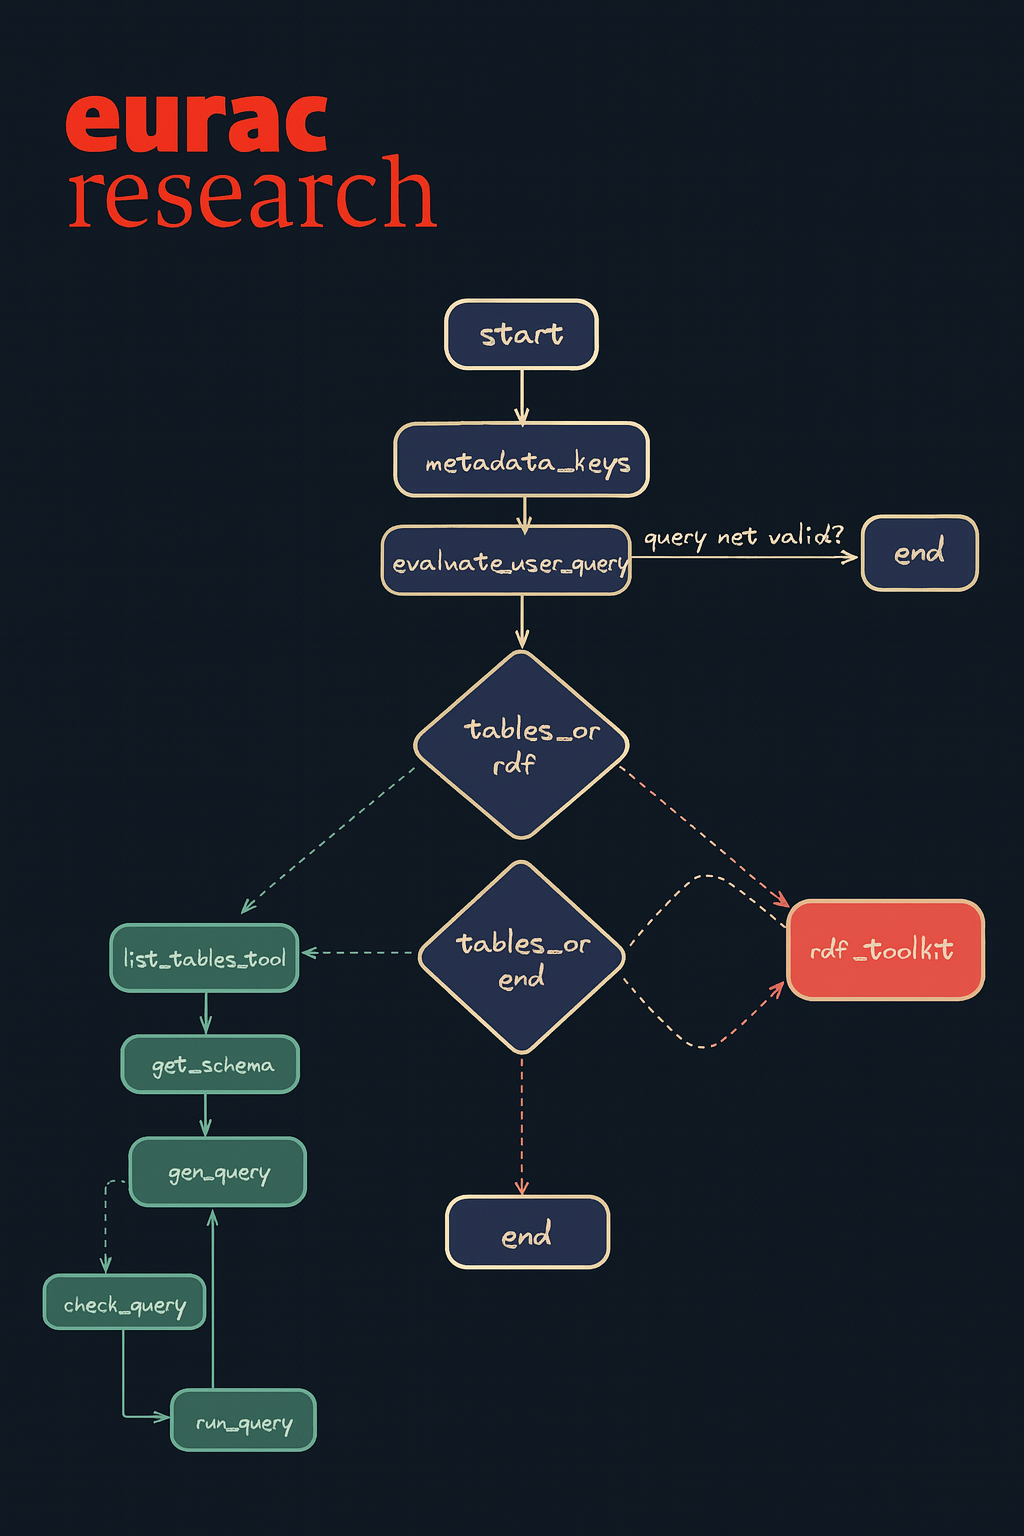 eurac
research
start
metadata_keys
evaluate_user_query
query net valid?
end
tables_or
rdf
list_tables_tool
tables_or
end
rdf_toolkit
get_schema
gen_query
end
check_query
run_query